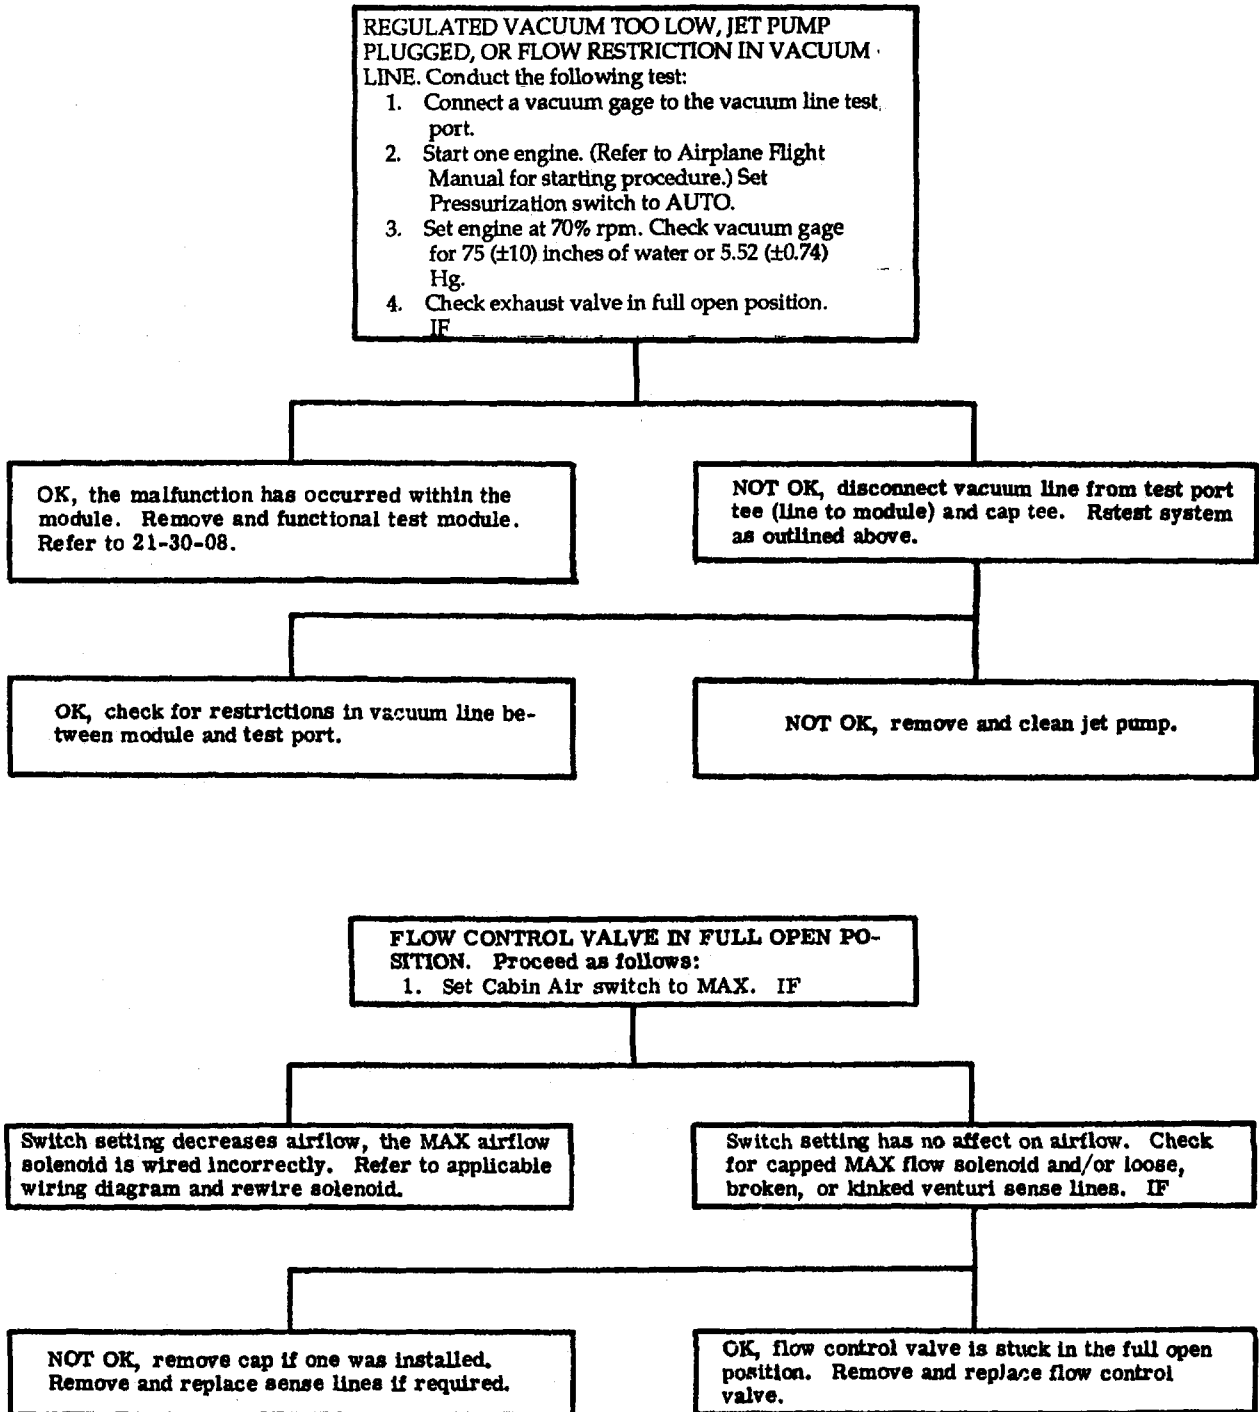 REGULATED VACUUM TOO LOW, JET PUMP
PLUGGED, OR FLOW RESTRICTION IN VACUUM
LINE. Conduct the following test:
1. Connect a vacuum gage to the vacuum line test
port.
2. Start one engine. (Refer to Airplane Flight
Manual for starting procedure.) Set
Pressurization switch to AUTO.
3. Set engine at 70% rpm. Check vacuum gage
for 75 (±10) inches of water or 5.52 (±0.74)
Hg.
4. Check exhaust valve in full open position.
IF
OK, the malfunction has occurred within the
module. Remove and functional test module.
Refer to 21-30-08.
NOT OK, disconnect vacuum line from test port
tee (line to module) and cap tee. Retest system
as outlined above.
OK, check for restrictions in vacuum line be-
tween module and test port.
NOT OK, remove and clean jet pump.
FLOW CONTROL VALVE IN FULL OPEN PO-
SITION. Proceed as follows:
1. Set Cabin Air switch to MAX. IF
Switch setting decreases airflow, the MAX airflow
solenoid is wired incorrectly. Refer to applicable
wiring diagram and rewire solenoid.
Switch setting has no affect on airflow. Check
for capped MAX flow solenoid and/or loose,
broken, or kinked venturi sense lines. IF
NOT OK, remove cap if one was installed.
Remove and replace sense lines if required.
OK, flow control valve is stuck in the full open
position. Remove and replace flow control
valve.